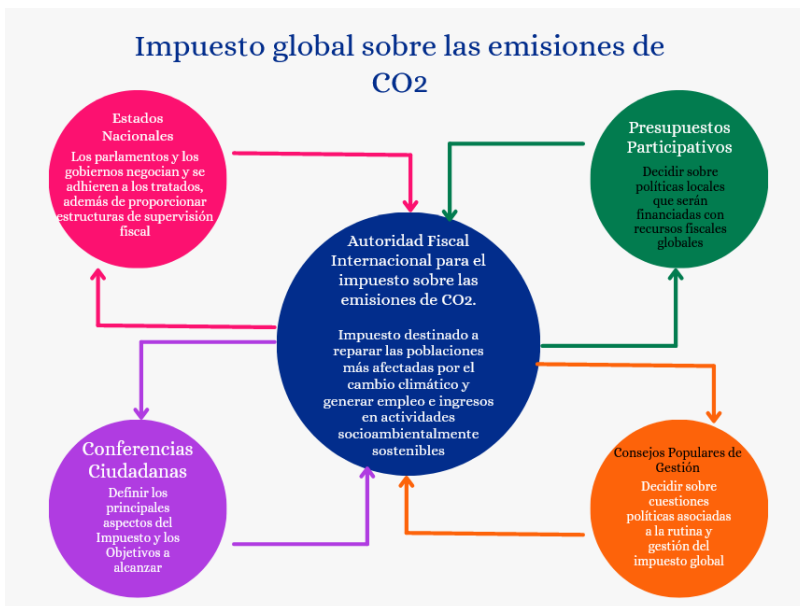 Impuesto global sobre las emisiones de
CO2
Estados
Nacionales
Los parlamentos y los
gobiernos negocian y se
adhieren a los tratados,
además de proporcionar
estructuras de supervisión
fiscal
Presupuestos
Participativos
Decidir sobre
políticas locales
que serán
financiadas con
recursos fiscales
globales
Autoridad Fiscal
Internacional para el
impuesto sobre las
emisiones de CO2.
Impuesto destinado a
reparar las poblaciones
más afectadas por el
cambio climático y
generar empleo e ingresos
en actividades
socioambientalmente
sostenibles
Conferencias
Ciudadanas
Definir los
principales
aspectos del
Impuesto y los
Objetivos a
alcanzar
Consejos Populares de
Gestión
Decidir sobre
cuestiones
políticas asociadas
a la rutina y
gestión del
impuesto global